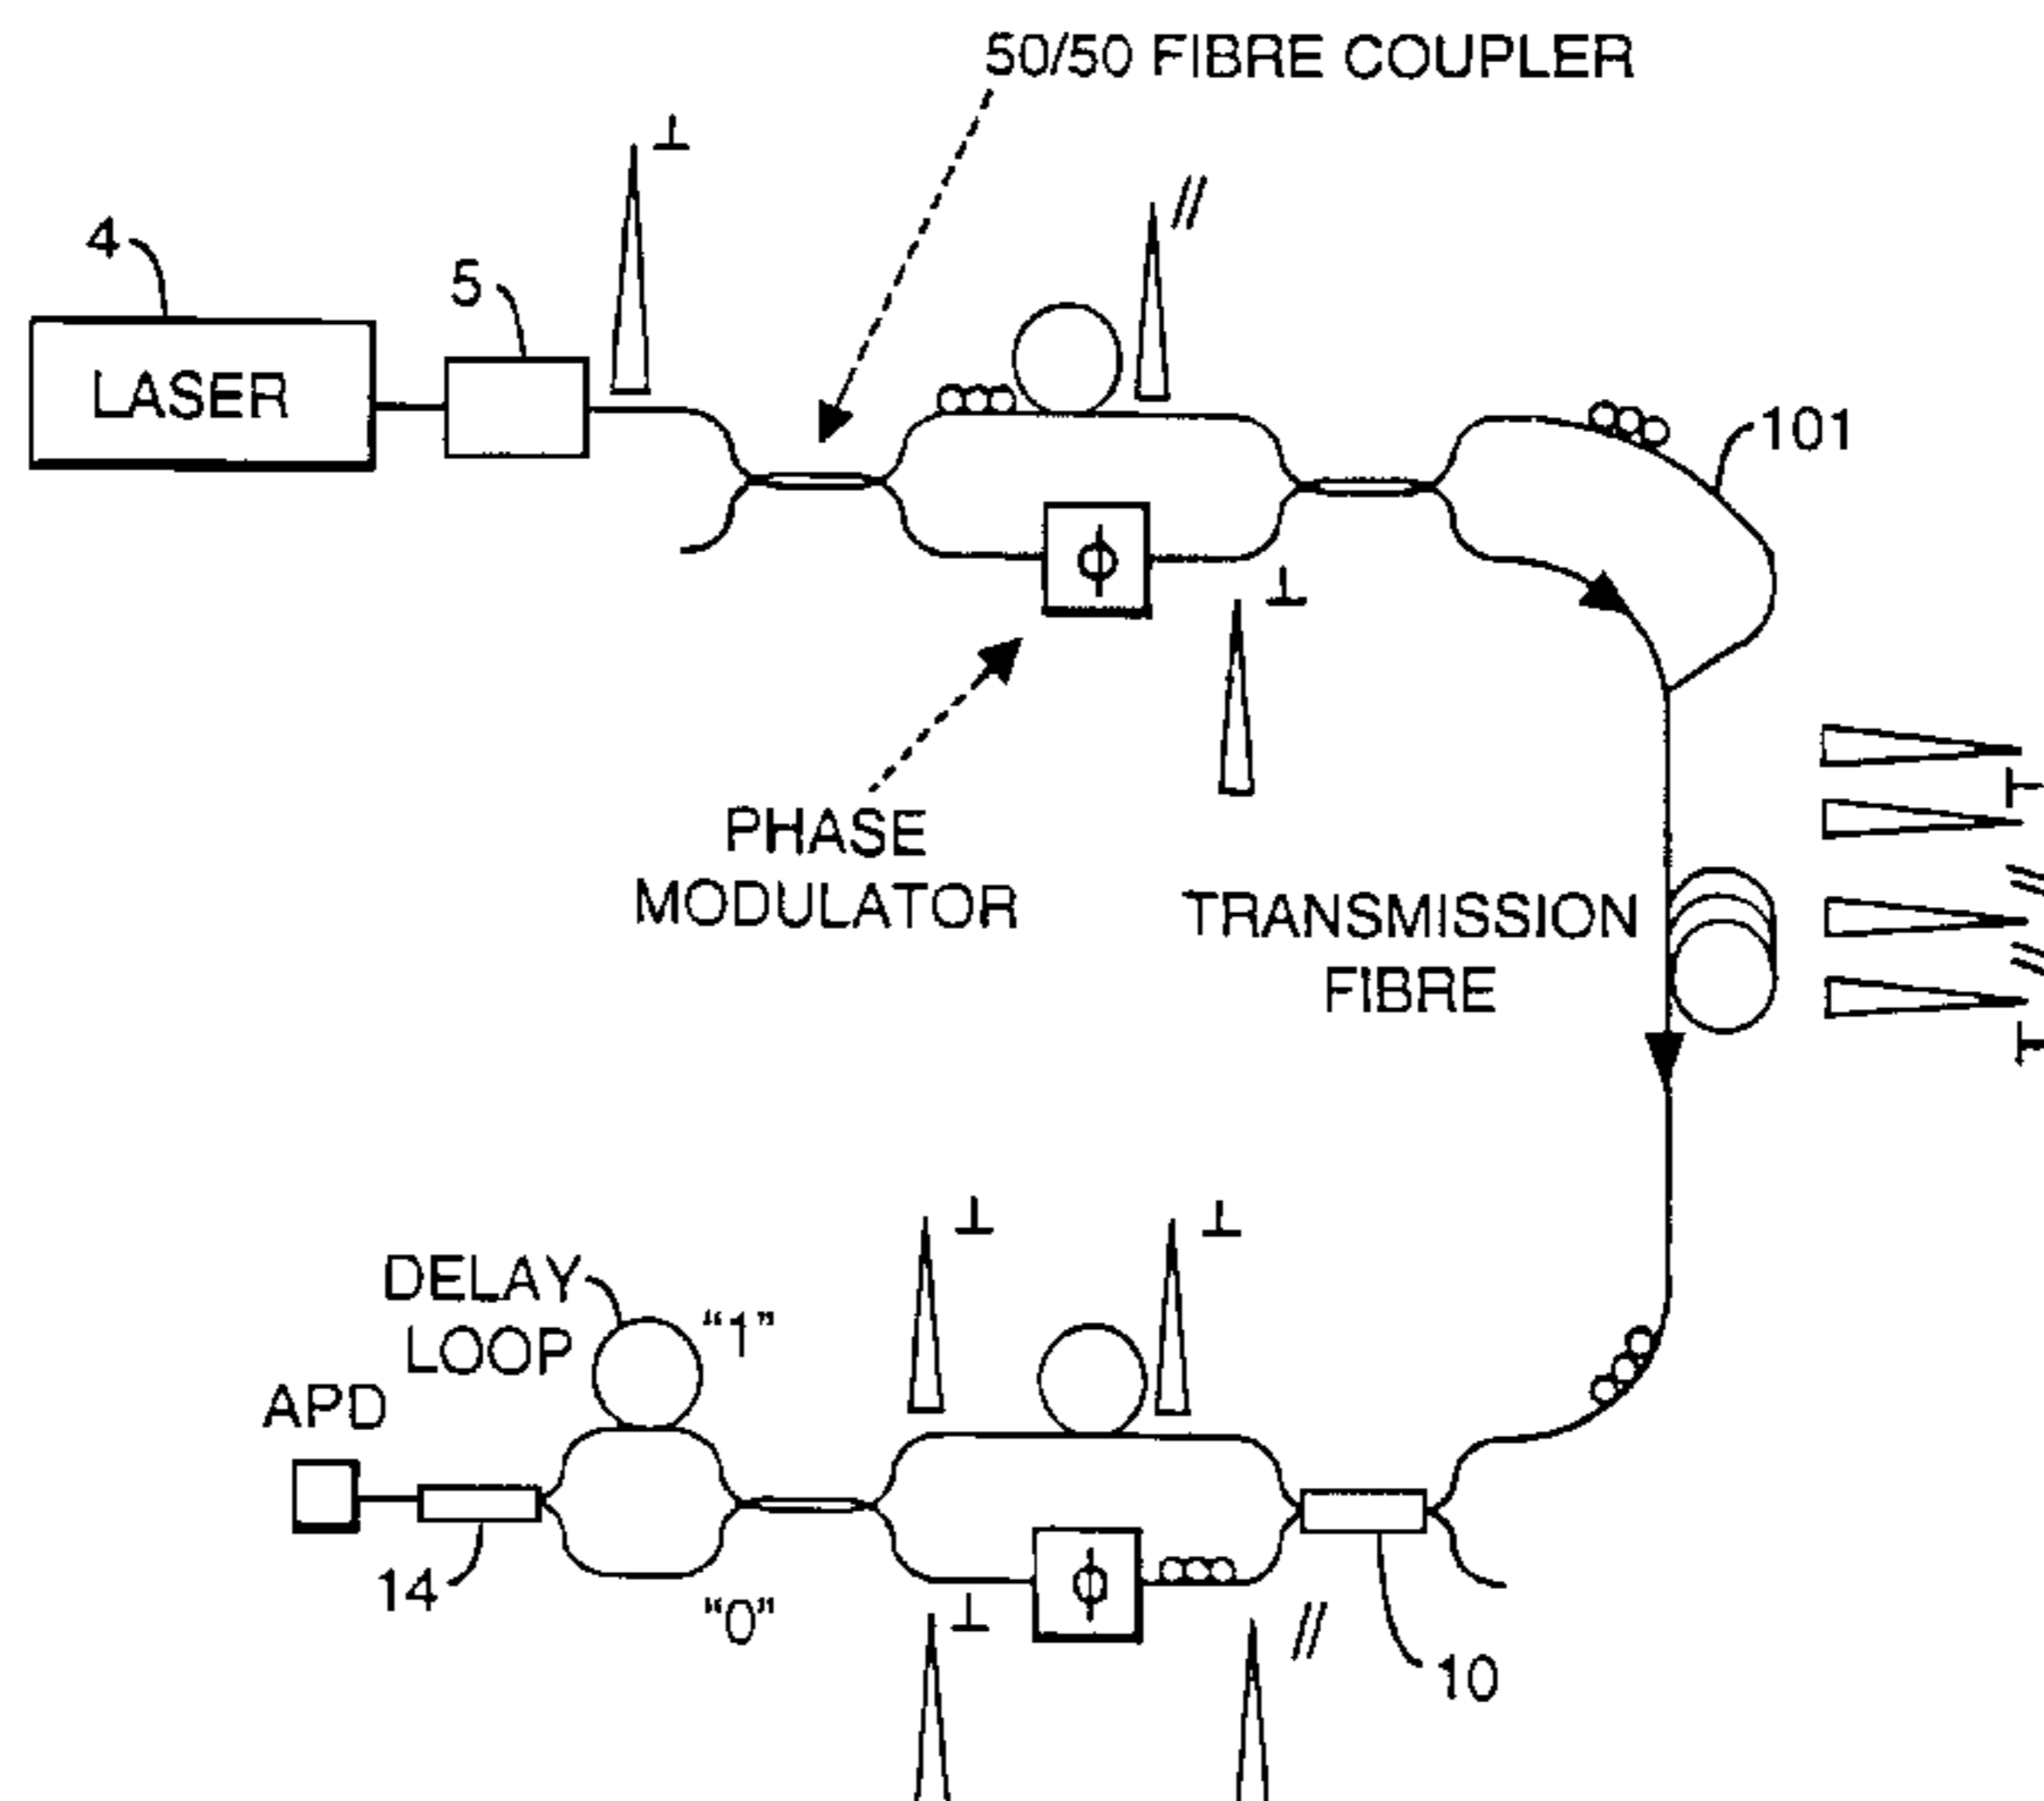 50/50 FIBRE COUPLER
⊥
//
4
5
LASER
101
ϕ
⊥
PHASE
MODULATOR
TRANSMISSION
FIBRE
⊥
//
//
⊥
⊥
⊥
DELAY
LOOP
"1"
APD
14
"0"
⊥
ϕ
//
10